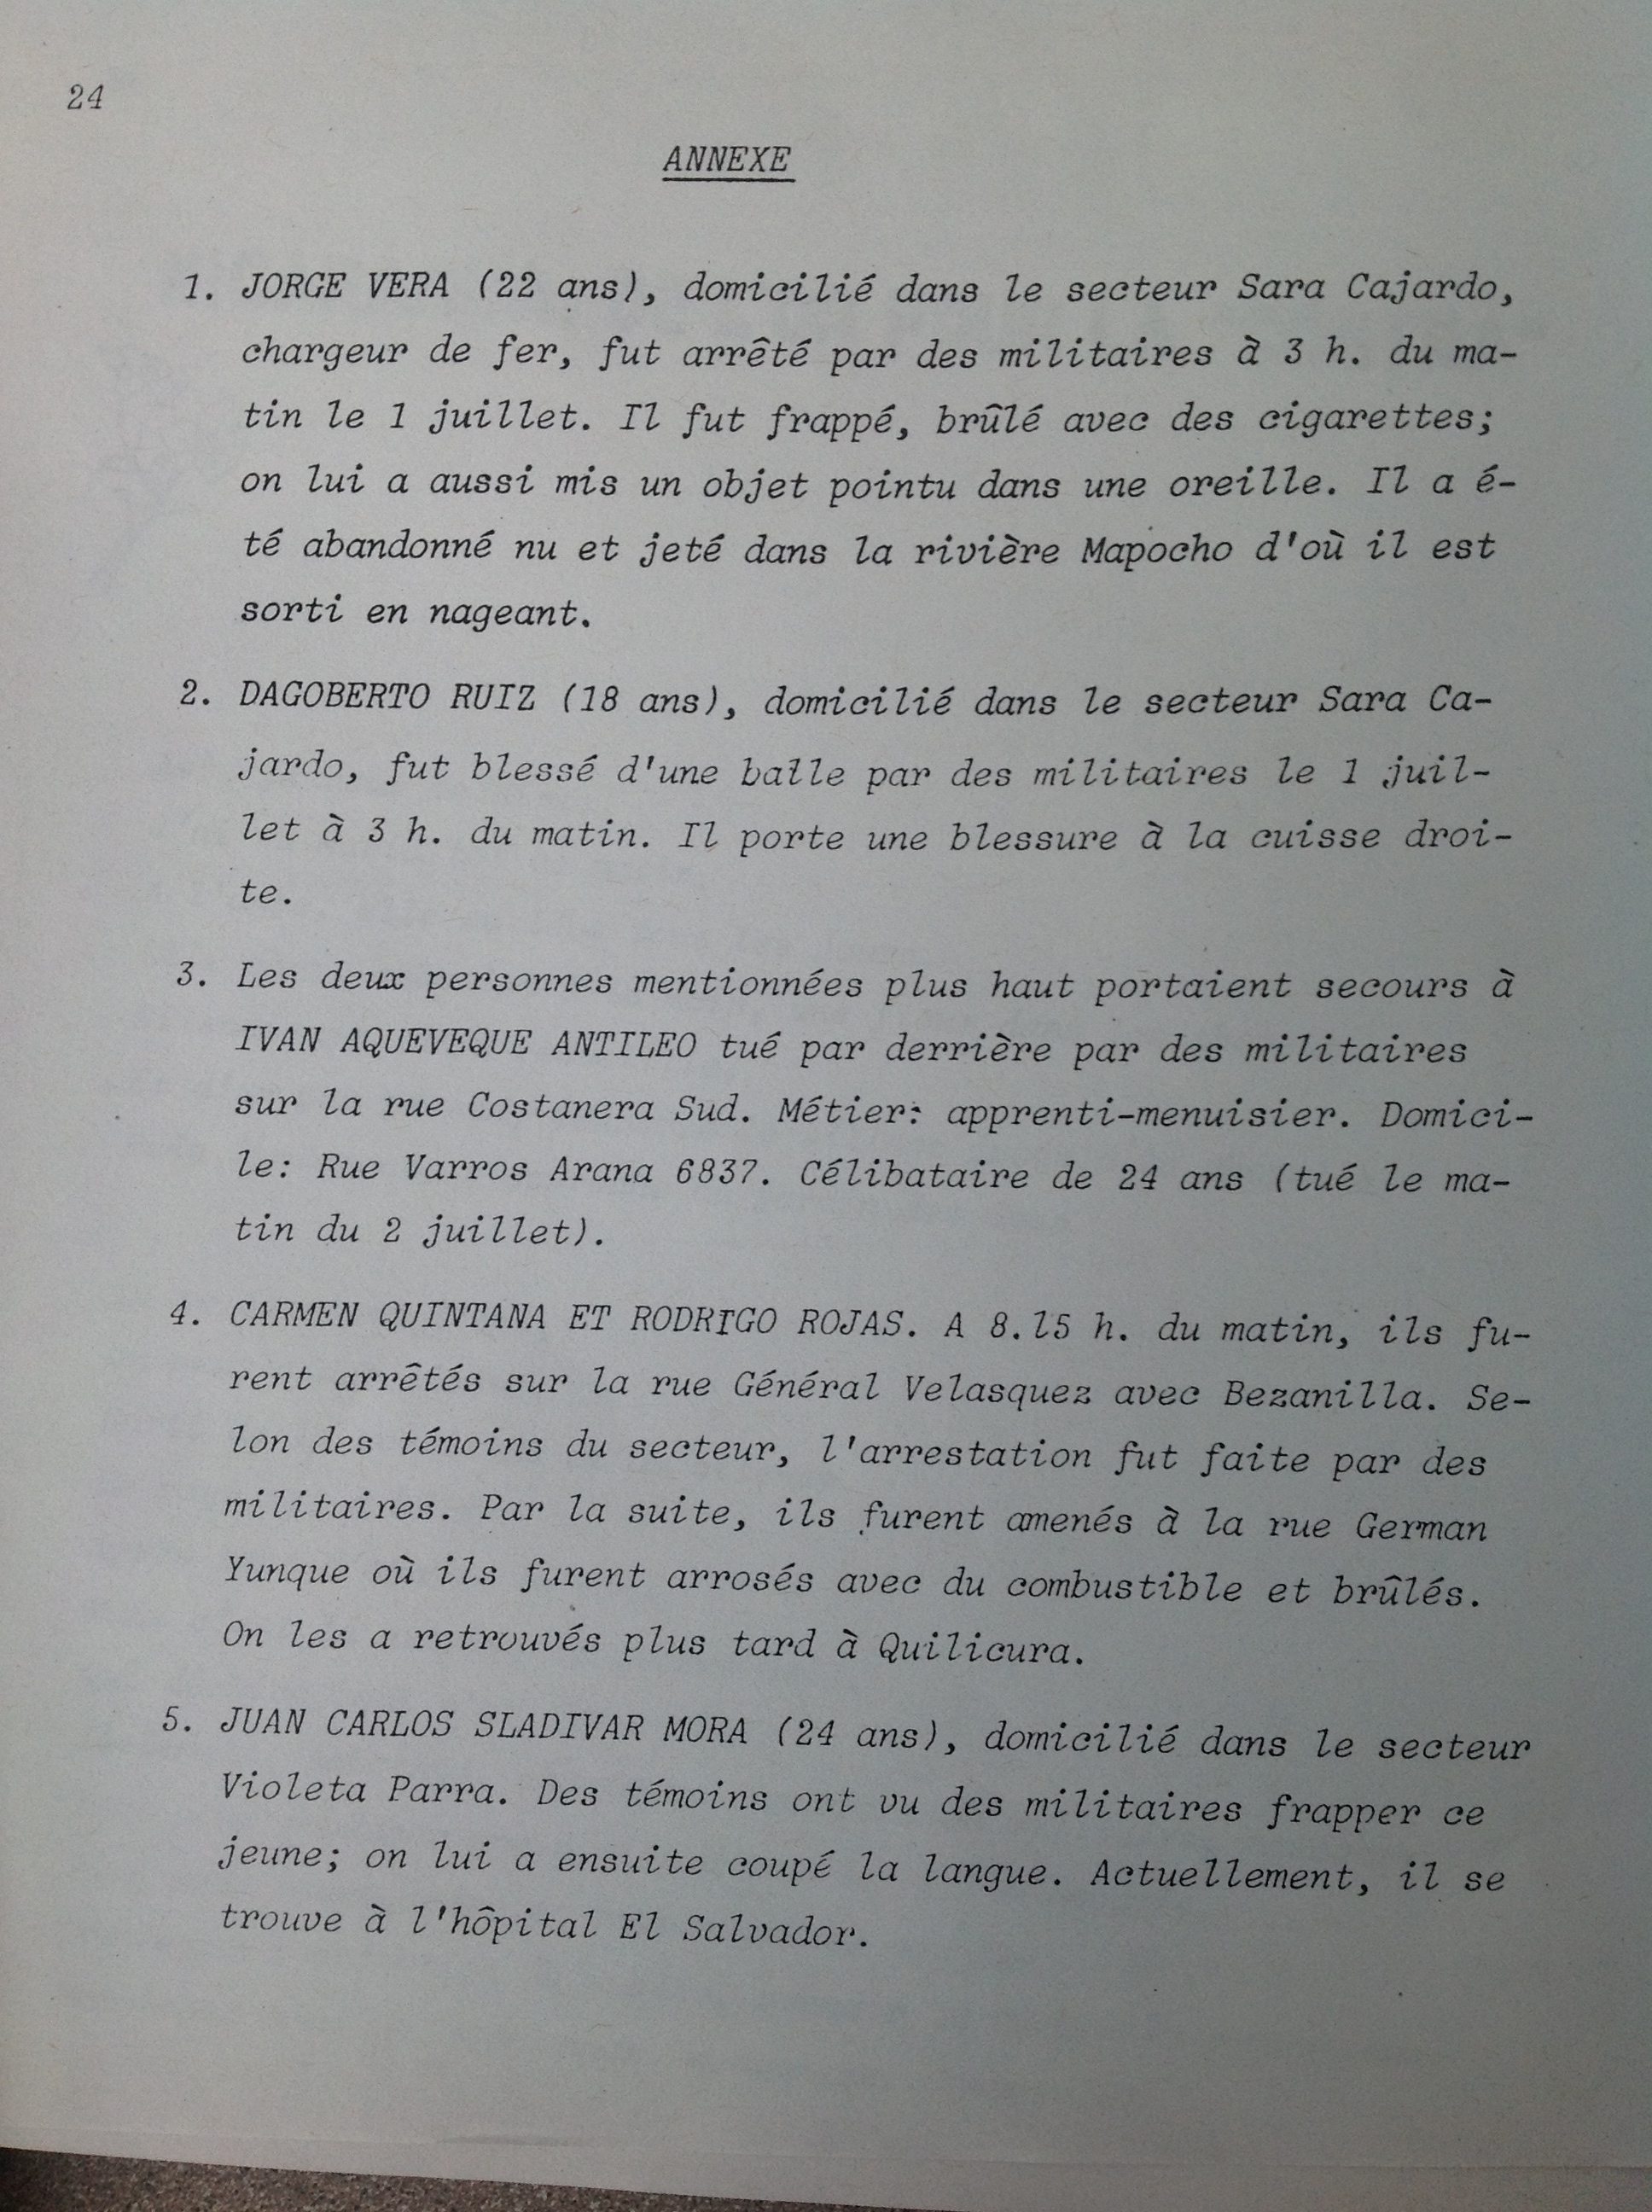 24
ANNEXE
1. JORGE VERA (22 ans), domicilié dans le secteur Sara Cajardo,
chargeur de fer, fut arrêté par des militaires à 3 h. du ma-
tin le 1 juillet. Il fut frappé, brûlé avec des cigarettes;
on lui a aussi mis un objet pointu dans une oreille. Il a é-
té abandonné nu et jeté dans la rivière Mapocho d'où il est
sorti en nageant.
2. DAGOBERTO RUIZ (18 ans), domicilié dans le secteur Sara Ca-
jardo, fut blessé d'une balle par des militaires le 1 juil-
let à 3 h. du matin. Il porte une blessure à la cuisse droi-
te.
3. Les deux personnes mentionnées plus haut portaient secours à
IVAN AQUEVEQUE ANTILEO tué par derrière par des militaires
sur la rue Costanera Sud. Métier: apprenti-menuisier. Domici-
le: Rue Varros Arana 6837. Célibataire de 24 ans (tué le ma-
tin du 2 juillet).
4. CARMEN QUINTANA ET RODRIGO ROJAS. A 8.15 h. du matin, ils fu-
rent arrêtés sur la rue Général Velasquez avec Bezanilla. Se-
lon des témoins du secteur, l'arrestation fut faite par des
militaires. Par la suite, ils furent amenés à la rue German
Yunque où ils furent arrosés avec du combustible et brûlés.
On les a retrouvés plus tard à Quilicura.
5. JUAN CARLOS SLADIVAR MORA (24 ans), domicilié dans le secteur
Violeta Parra. Des témoins ont vu des militaires frapper ce
jeune; on lui a ensuite coupé la langue. Actuellement, il se
trouve à l'hôpital El Salvador.